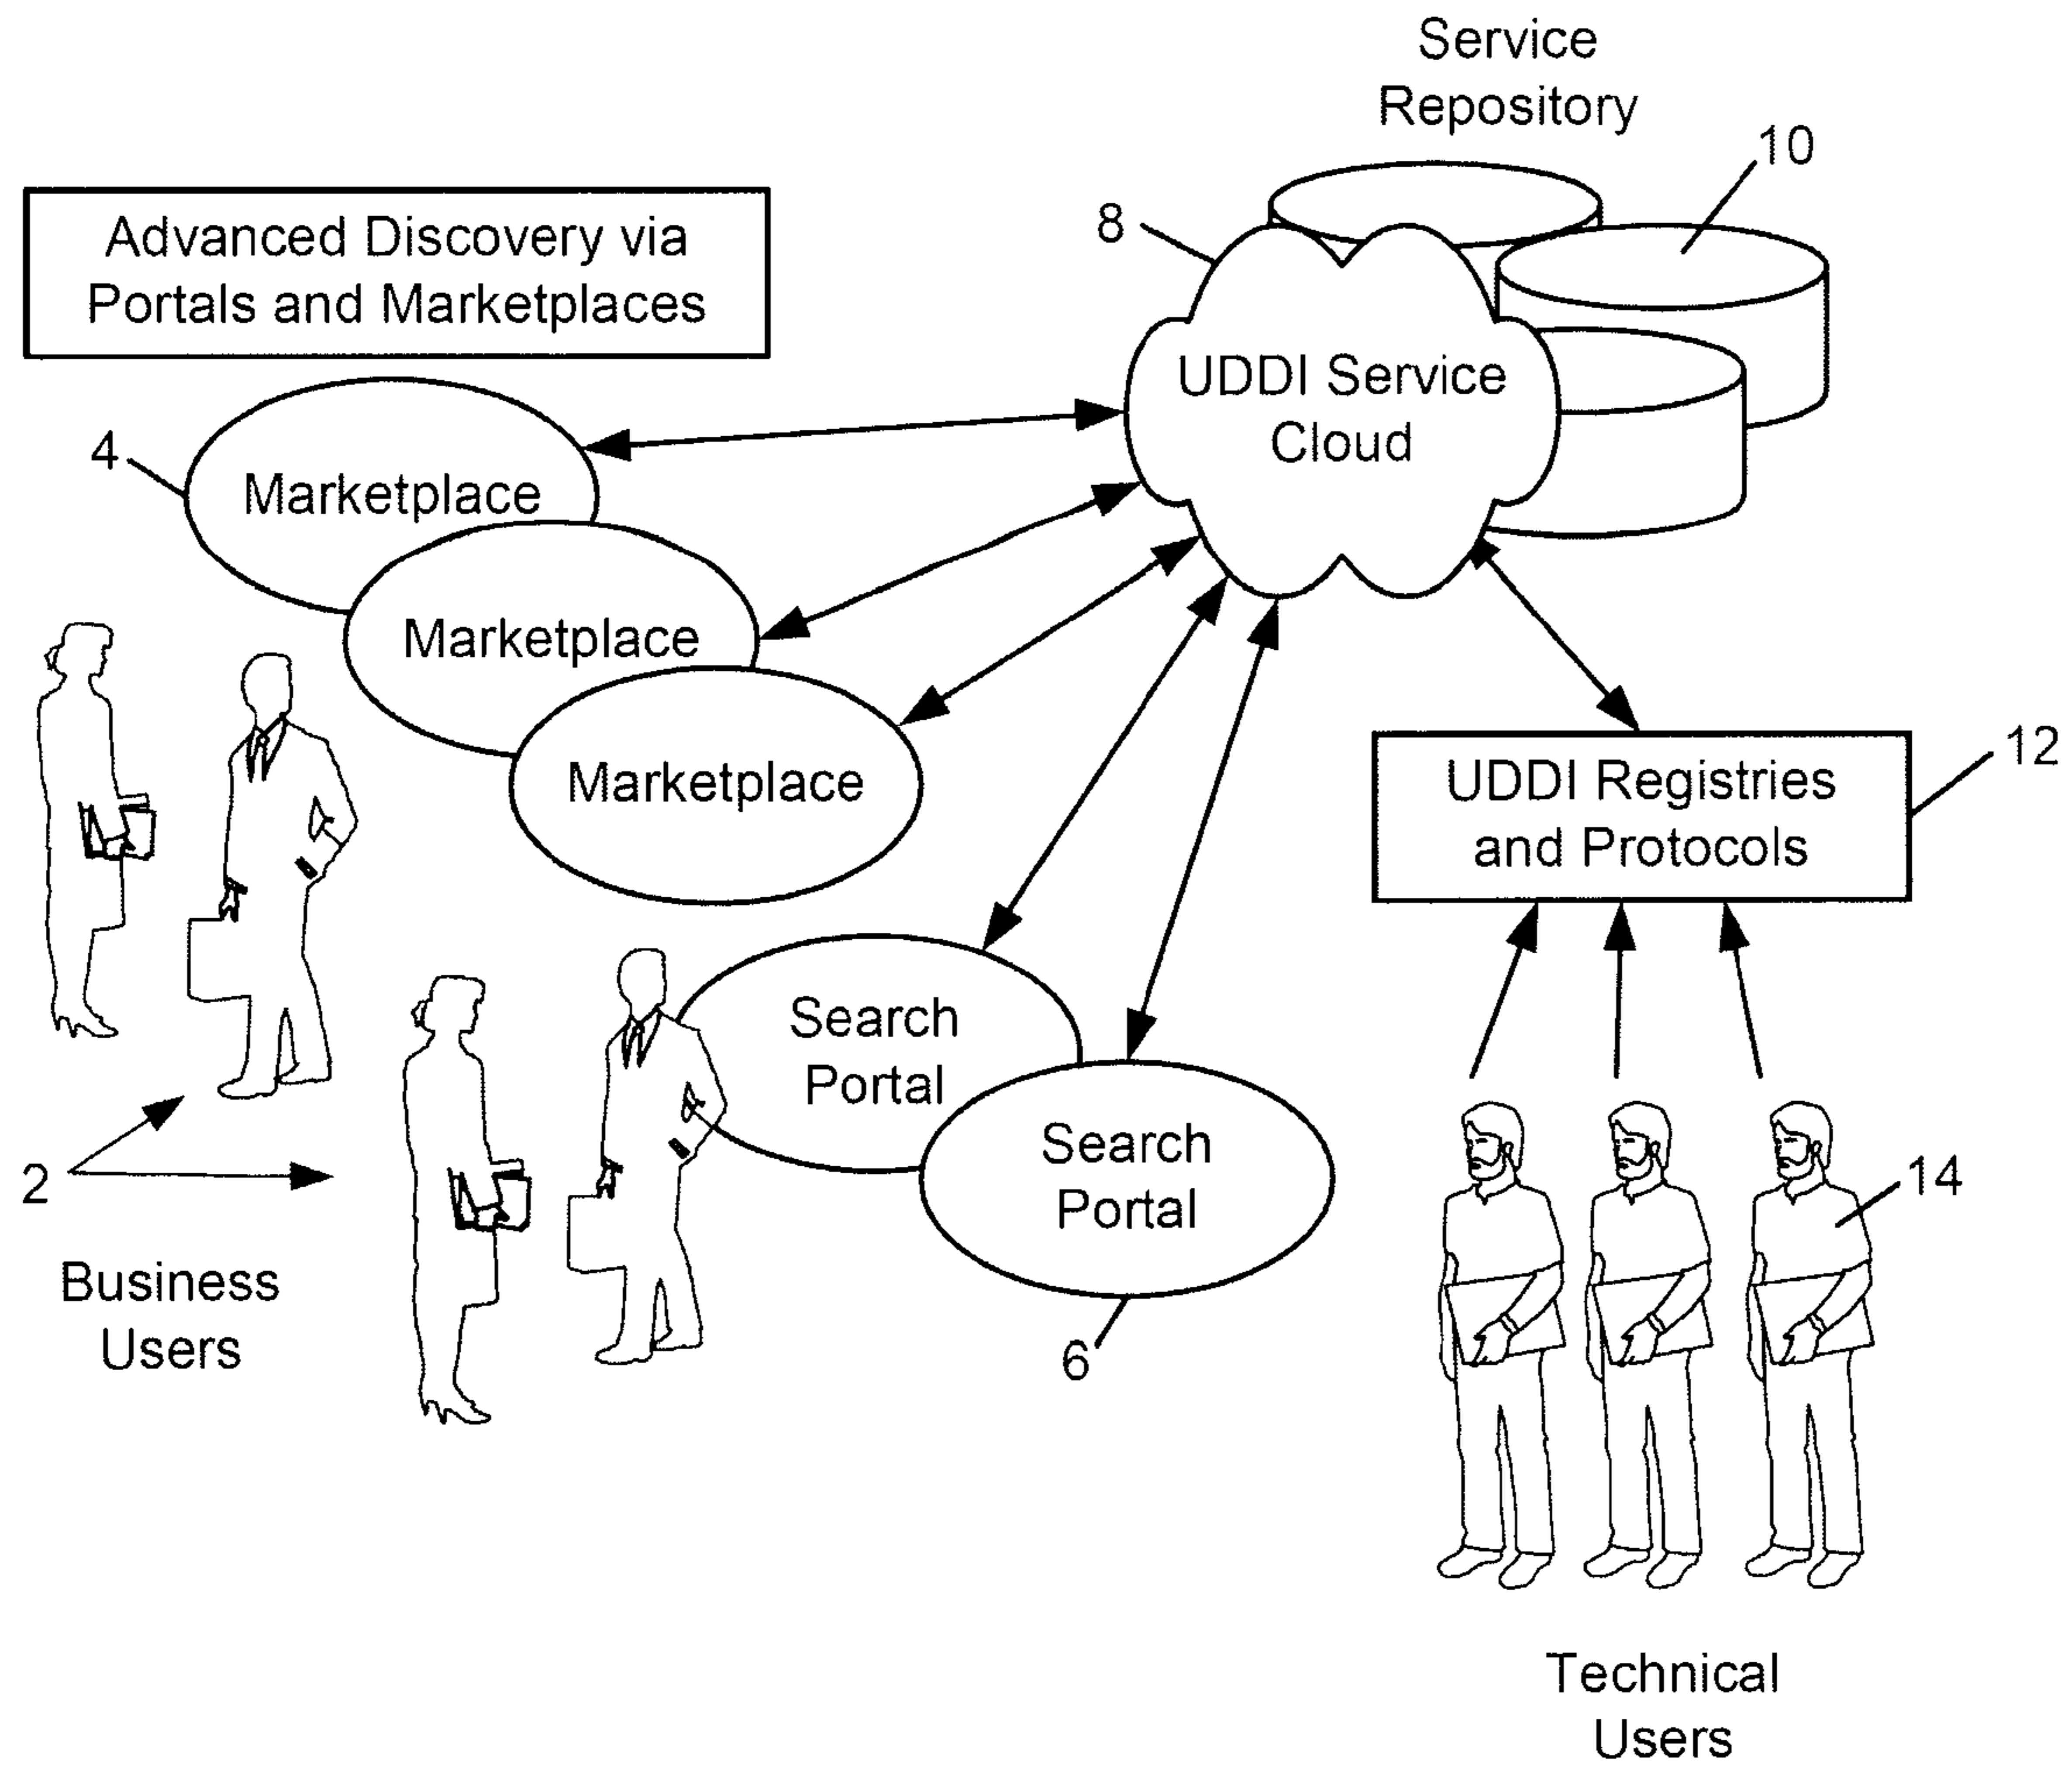 Service
Repository
10
8
Advanced Discovery via
Portals and Marketplaces
UDDI Service
Cloud
4
Marketplace
Marketplace
Marketplace
12
UDDI Registries
and Protocols
Search
Portal
Search
Portal
2
14
Business
Users
6
Technical
Users